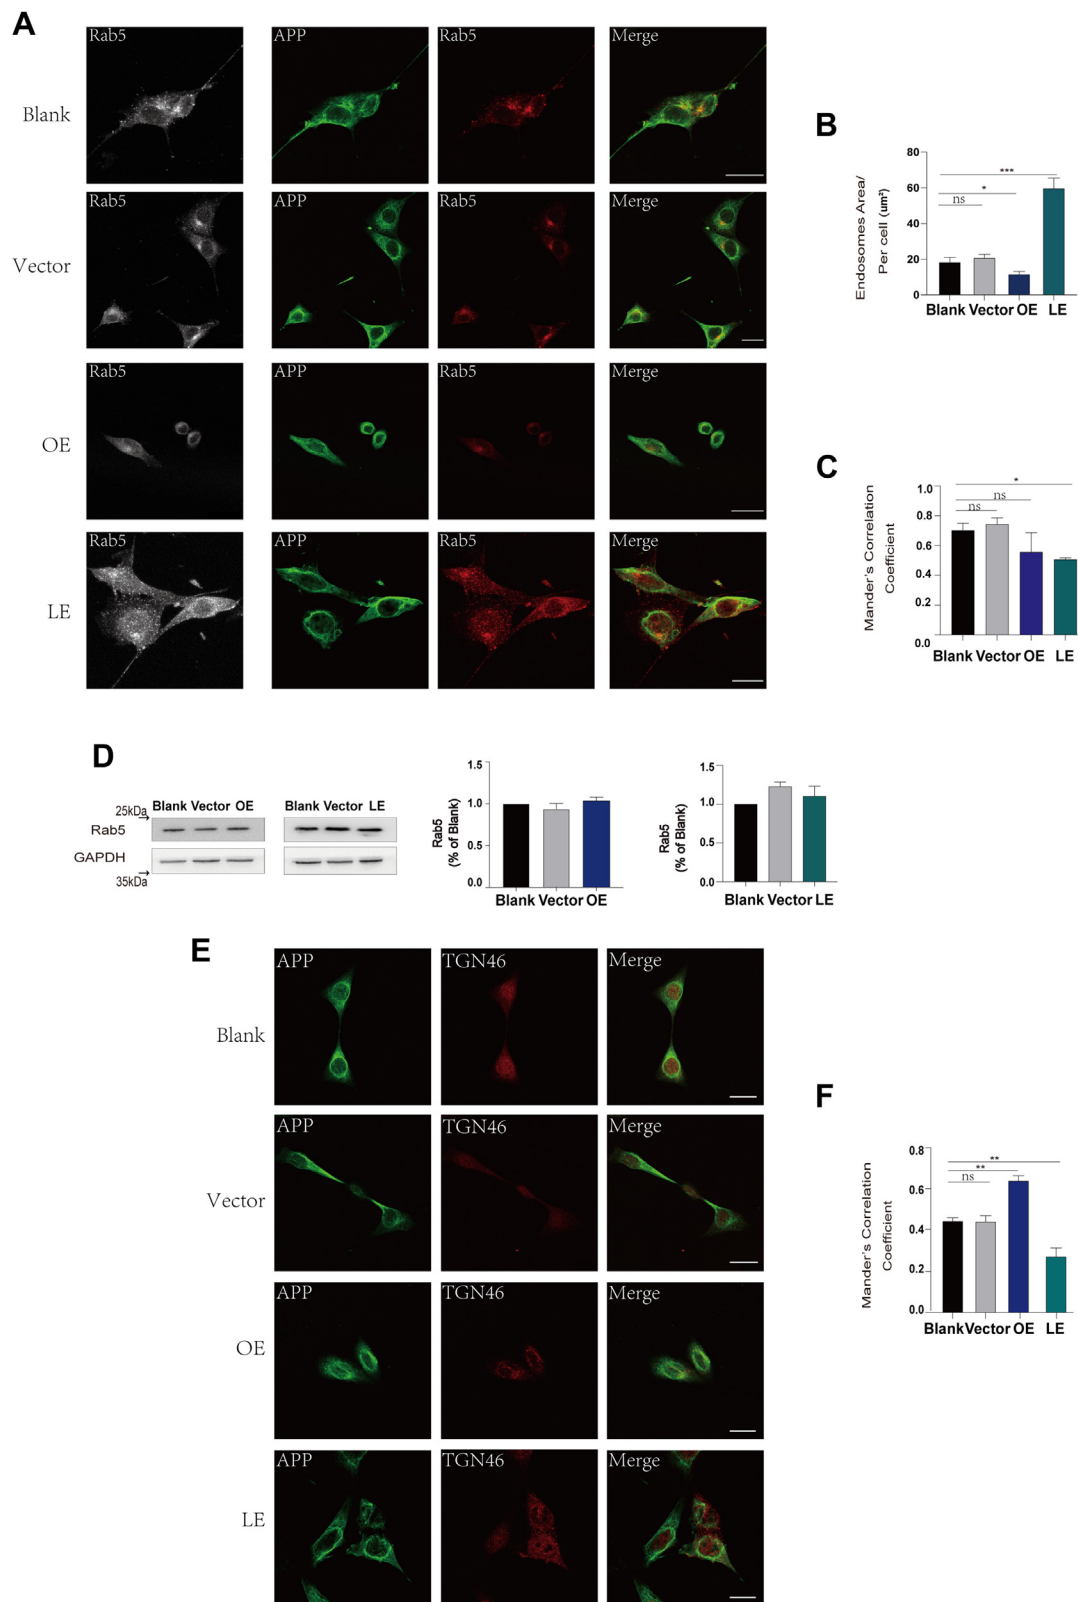 A
Rab5 APP Rab5 Merge
Blank
Rab5 APP Rab5 Merge
Vector
Rab5 APP Rab5 Merge
OE
Rab5 APP Rab5 Merge
LE
B
Endosomes Area/
Per cell (um²)
80
60
40
20
0
***
*
ns
Blank Vector OE LE
C
Mander's Correlation
Coefficient
1.0
0.8
0.6
0.4
0.2
0.0
*
ns
ns
Blank Vector OE LE
D
25kDa
Blank Vector OE
Blank Vector LE
Rab5
GAPDH
35kDa
Rab5
(% of Blank)
1.5
1.0
0.5
0.0
Blank Vector OE
Rab5
(% of Blank)
1.5
1.0
0.5
0.0
Blank Vector LE
E
APP TGN46 Merge
Blank
APP TGN46 Merge
Vector
APP TGN46 Merge
OE
APP TGN46 Merge
LE
F
Mander's Correlation
Coefficient
0.8
0.6
0.4
0.2
0.0
**
**
ns
Blank Vector OE LE